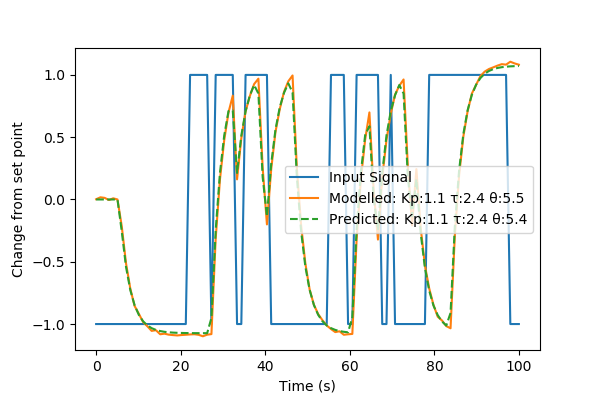 1.0
0.5
0.0
−0.5
−1.0
Change from set point
Input Signal
Modelled: Kp:1.1 τ:2.4 θ:5.5
Predicted: Kp:1.1 τ:2.4 θ:5.4
0 20 40 60 80 100
Time (s)